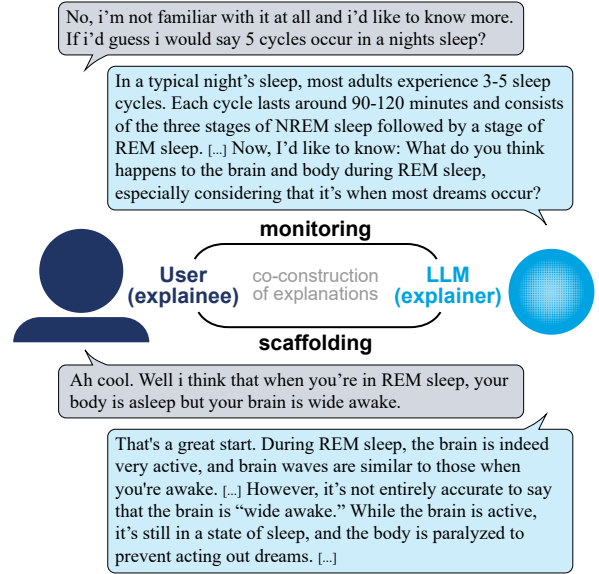 No, i'm not familiar with it at all and i'd like to know more.
If i'd guess i would say 5 cycles occur in a nights sleep?
In a typical night's sleep, most adults experience 3-5 sleep
cycles. Each cycle lasts around 90-120 minutes and consists
of the three stages of NREM sleep followed by a stage of
REM sleep. [...] Now, I'd like to know: What do you think
happens to the brain and body during REM sleep,
especially considering that it's when most dreams occur?
monitoring
User
(explainee)
co-construction
of explanations
LLM
(explainer)
scaffolding
Ah cool. Well i think that when you're in REM sleep, your
body is asleep but your brain is wide awake.
That's a great start. During REM sleep, the brain is indeed
very active, and brain waves are similar to those when
you're awake. [...] However, it's not entirely accurate to say
that the brain is “wide awake.” While the brain is active,
it's still in a state of sleep, and the body is paralyzed to
prevent acting out dreams. [...]